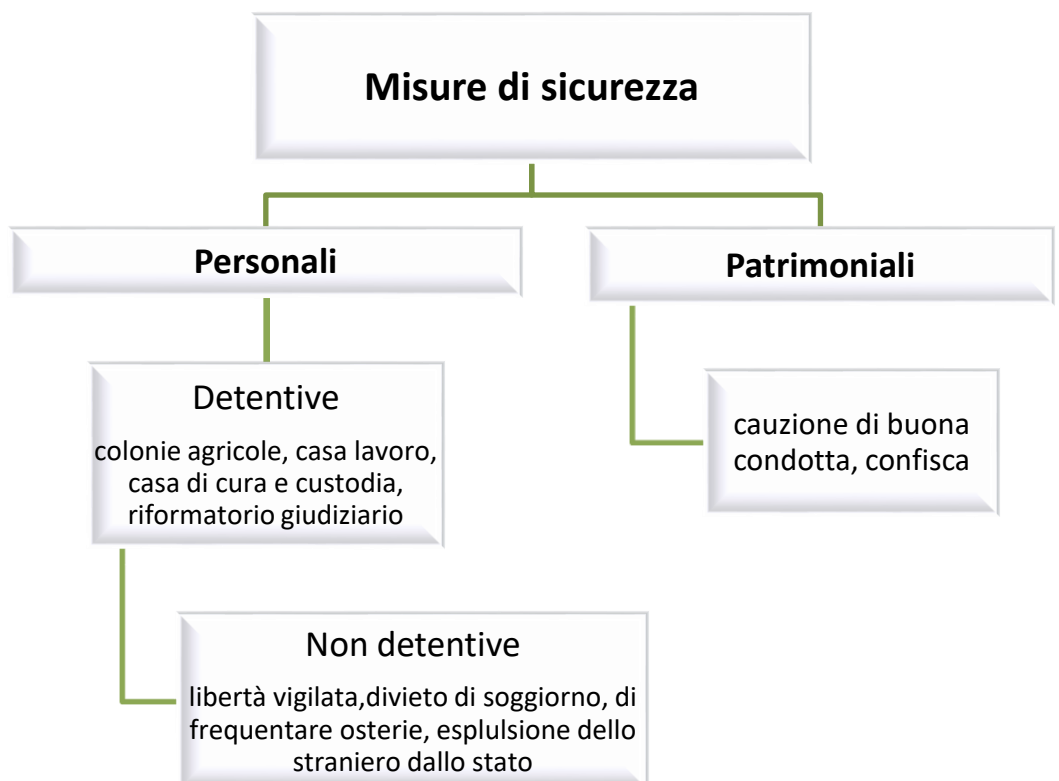 Misure di sicurezza
Personali
Patrimoniali
Detentive
colonie agricole, casa lavoro,
casa di cura e custodia,
riformatorio giudiziario
cauzione di buona
condotta, confisca
Non detentive
libertà vigilata,divieto di soggiorno, di
frequentare osterie, esplulsione dello
straniero dallo stato